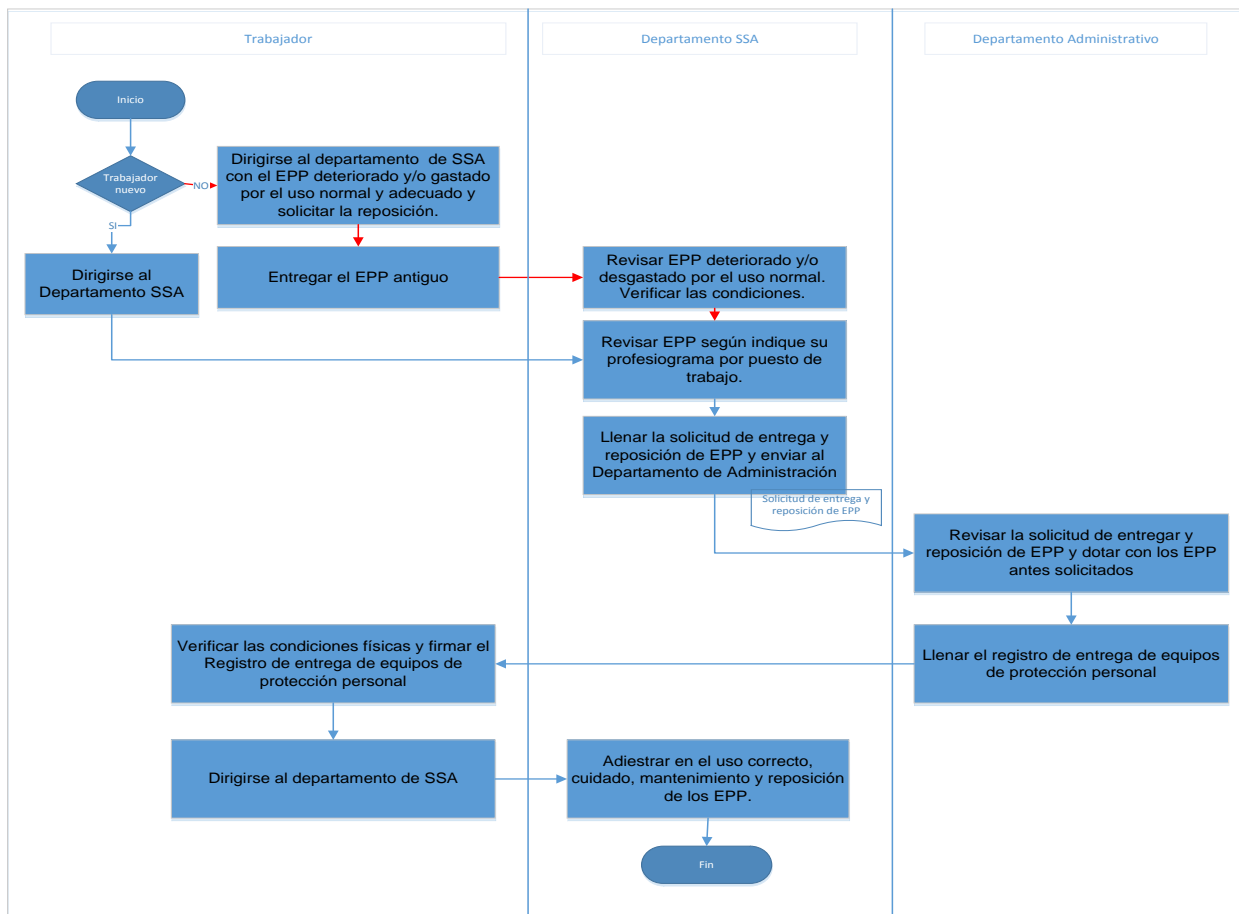 Trabajador
Departamento SSA
Departamento Administrativo
Inicio
Trabajador
nuevo
NO
SI
Dirigirse al departamento de SSA
con el EPP deteriorado y/o gastado
por el uso normal y adecuado y
solicitar la reposición.
Dirigirse al
Departamento SSA
Entregar el EPP antiguo
Revisar EPP deteriorado y/o
desgastado por el uso normal.
Verificar las condiciones.
Revisar EPP según indique su
profesiograma por puesto de
trabajo.
Llenar la solicitud de entrega y
reposición de EPP y enviar al
Departamento de Administración
Solicitud de entrega y
reposición de EPP
Revisar la solicitud de entregar y
reposición de EPP y dotar con los EPP
antes solicitados
Llenar el registro de entrega de equipos
de protección personal
Verificar las condiciones físicas y firmar el
Registro de entrega de equipos de
protección personal
Dirigirse al departamento de SSA
Adiestrar en el uso correcto,
cuidado, mantenimiento y reposición
de los EPP.
Fin